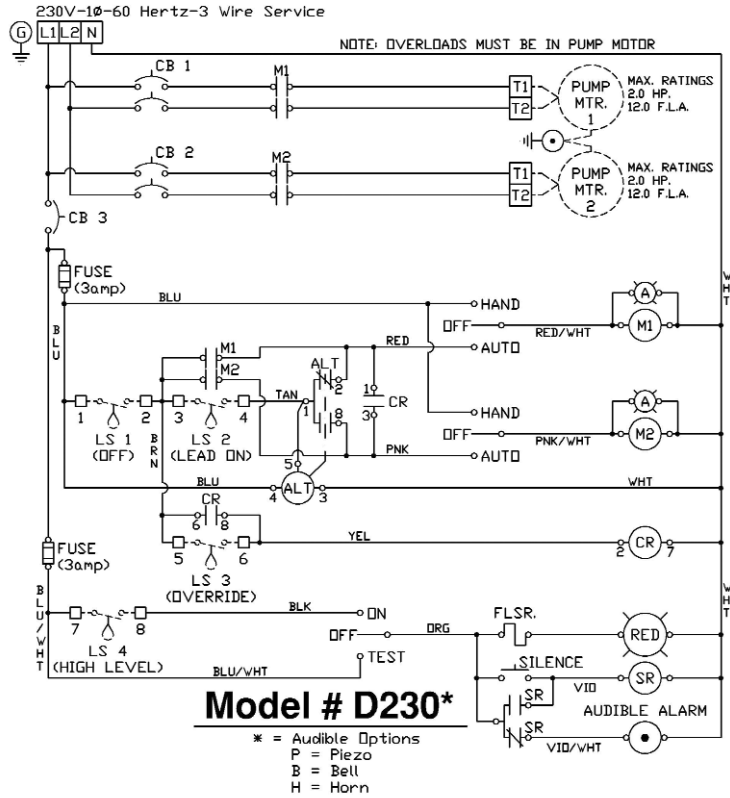 230V-1Ø-60 Hertz-3 Wire Service
G L1 L2 N
NOTE: OVERLOADS MUST BE IN PUMP MOTOR
CB 1
M1
T1
T2
PUMP
MTR.
1
MAX. RATINGS
2.0 HP.
12.0 F.L.A.
CB 2
M2
T1
T2
PUMP
MTR.
2
MAX. RATINGS
2.0 HP.
12.0 F.L.A.
CB 3
FUSE
(3amp)
BLU
BLU
HAND
OFF
AUTO
RED/WHT
A
M1
WHT
M1
M2
RED
ALT
2
1
8
1
CR
3
TAN
1
LS 1
(OFF)
2
3
LS 2
(LEAD ON)
4
BRN
PNK
HAND
OFF
AUTO
PNK/WHT
A
M2
5
BLU
4
ALT
3
WHT
CR
6 8
5
LS 3
(OVERRIDE)
6
YEL
2
CR
7
FUSE
(3amp)
BLU/WHT
7
LS 4
(HIGH LEVEL)
8
BLK
ON
OFF
TEST
BLU/WHT
ORG
FLSR.
RED
WHT
SILENCE
SR
VIO
SR
SR
VIO/WHT
AUDIBLE ALARM
Model # D230*
* = Audible Options
P = Piezo
B = Bell
H = Horn